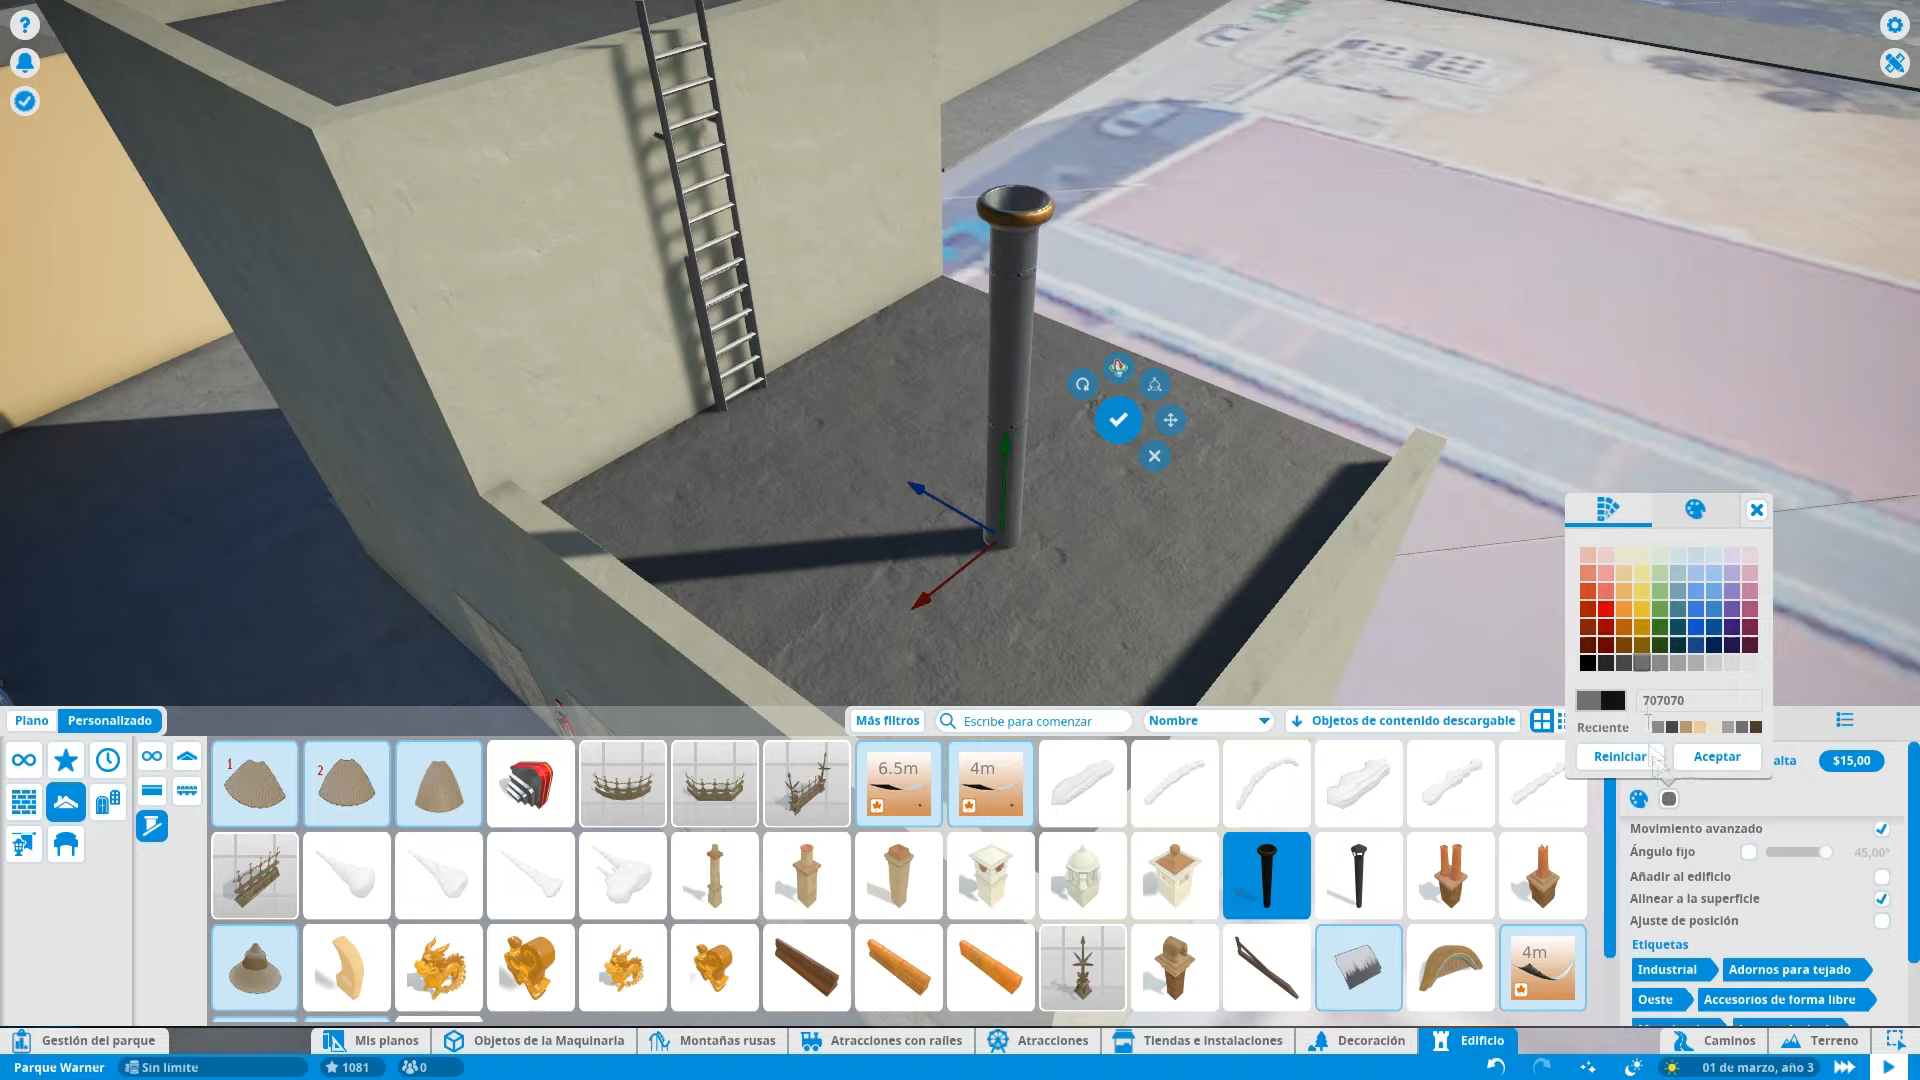 Plano
Personalizado
Más filtros
Escribe para comenzar
Nombre
Objetos de contenido descargable
1
2
6.5m
4m
4m
707070
Reciente
Reiniciar
Aceptar
alta
$15,00
Movimiento avanzado
Ángulo fijo
45,00°
Añadir al edificio
Alinear a la superficie
Ajuste de posición
Etiquetas
Industrial
Adornos para tejado
Oeste
Accesorios de forma libre
Gestión del parque
Mis planos
Objetos de la Maquinaria
Montañas rusas
Atracciones con raíles
Atracciones
Tiendas e Instalaciones
Decoración
Edificio
Caminos
Terreno
Parque Warner
Sin límite
1081
0
01 de marzo, año 3